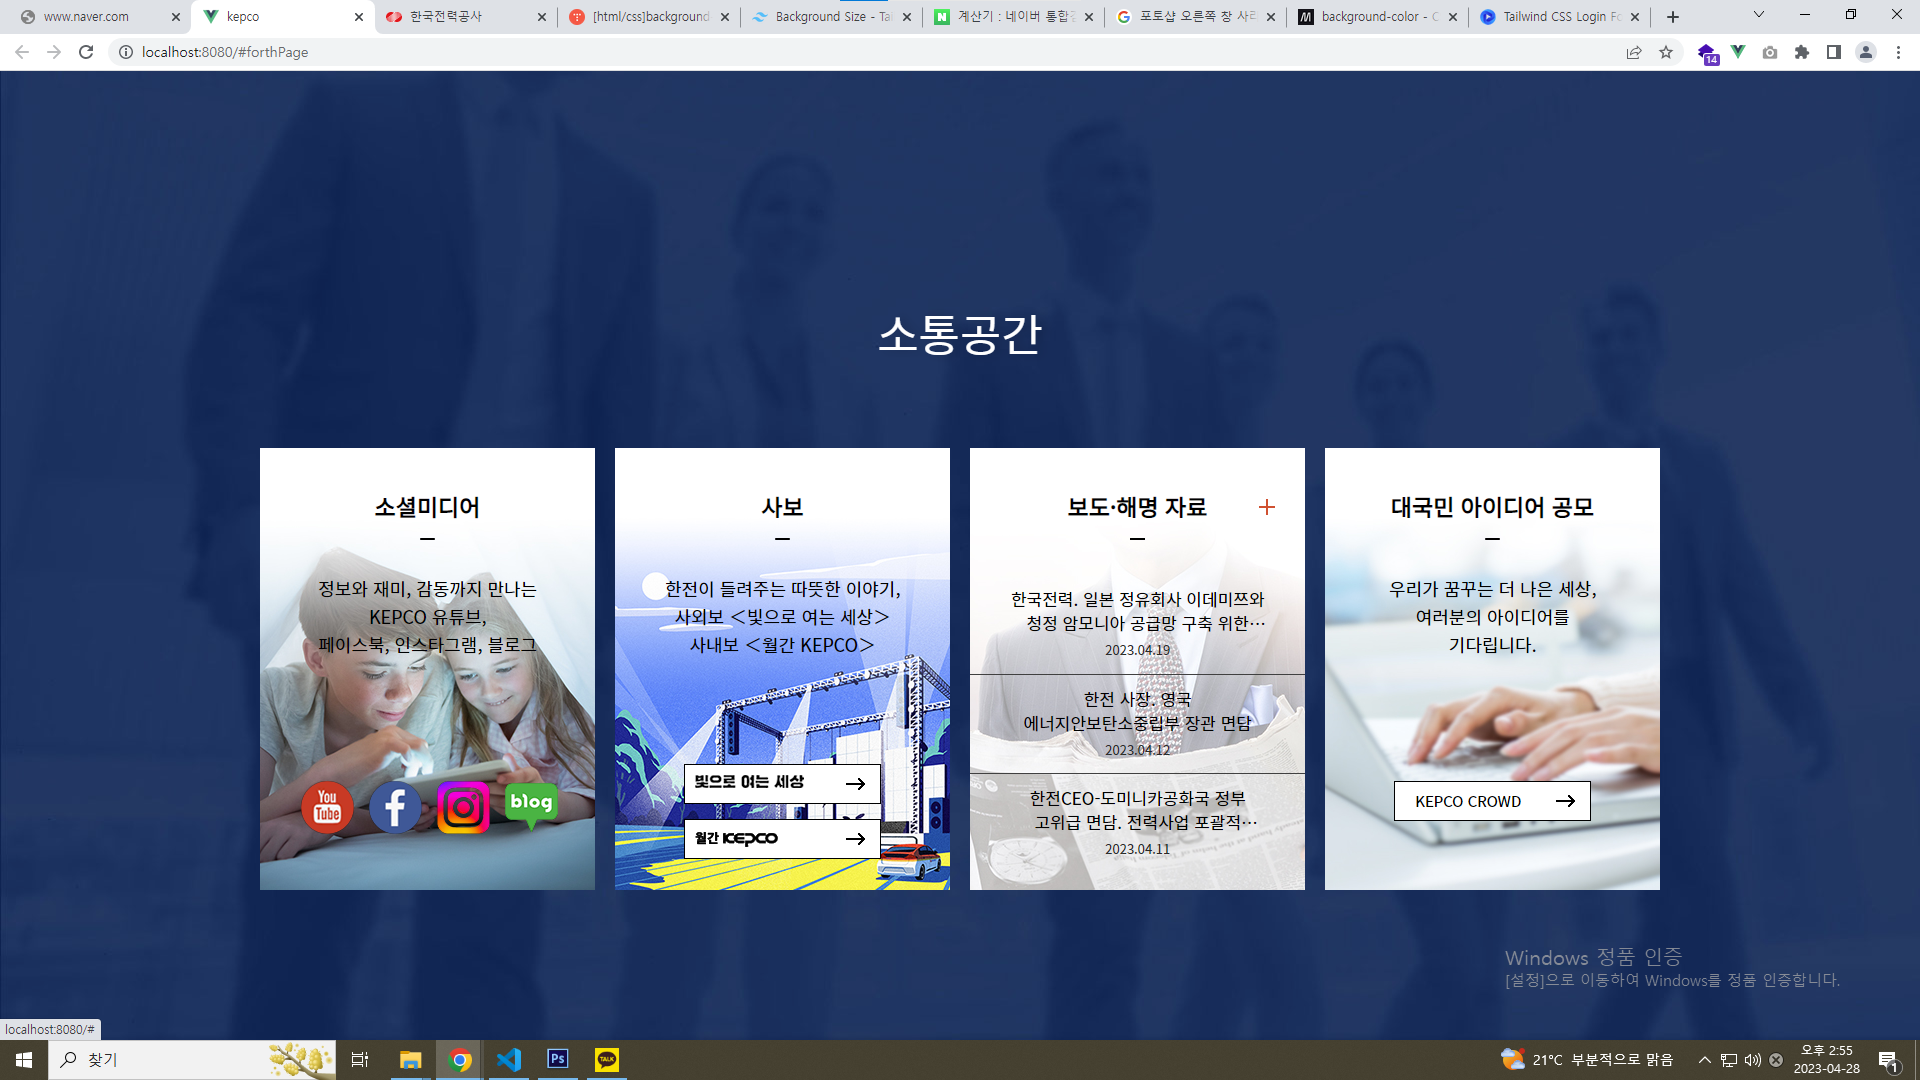 www.naver.com
kepco
한국전력공사
[html/css]background
Background Size - Tai
계산기 : 네이버 통합검
포토샵 오른쪽 창 사라
background-color - C
Tailwind CSS Login Fo
localhost:8080/#forthPage
14
소통공간
소셜미디어
정보와 재미, 감동까지 만나는
KEPCO 유튜브,
페이스북, 인스타그램, 블로그
You
Tube
f
blog
사보
한전이 들려주는 따뜻한 이야기,
사외보 <빛으로 여는 세상>
사내보 <월간 KEPCO>
빛으로 여는 세상
월간 KEPCO
보도·해명 자료
한국전력. 일본 정유회사 이데미쯔와
청정 암모니아 공급망 구축 위한…
2023.04.19
한전 사장. 영국
에너지안보탄소중립부 장관 면담
2023.04.12
한전CEO-도미니카공화국 정부
고위급 면담. 전력사업 포괄적…
2023.04.11
대국민 아이디어 공모
우리가 꿈꾸는 더 나은 세상,
여러분의 아이디어를
기다립니다.
KEPCO CROWD
Windows 정품 인증
[설정]으로 이동하여 Windows를 정품 인증합니다.
localhost:8080/#
찾기
Ps
TALK
21°C 부분적으로 맑음
오후 2:55
2023-04-28
1